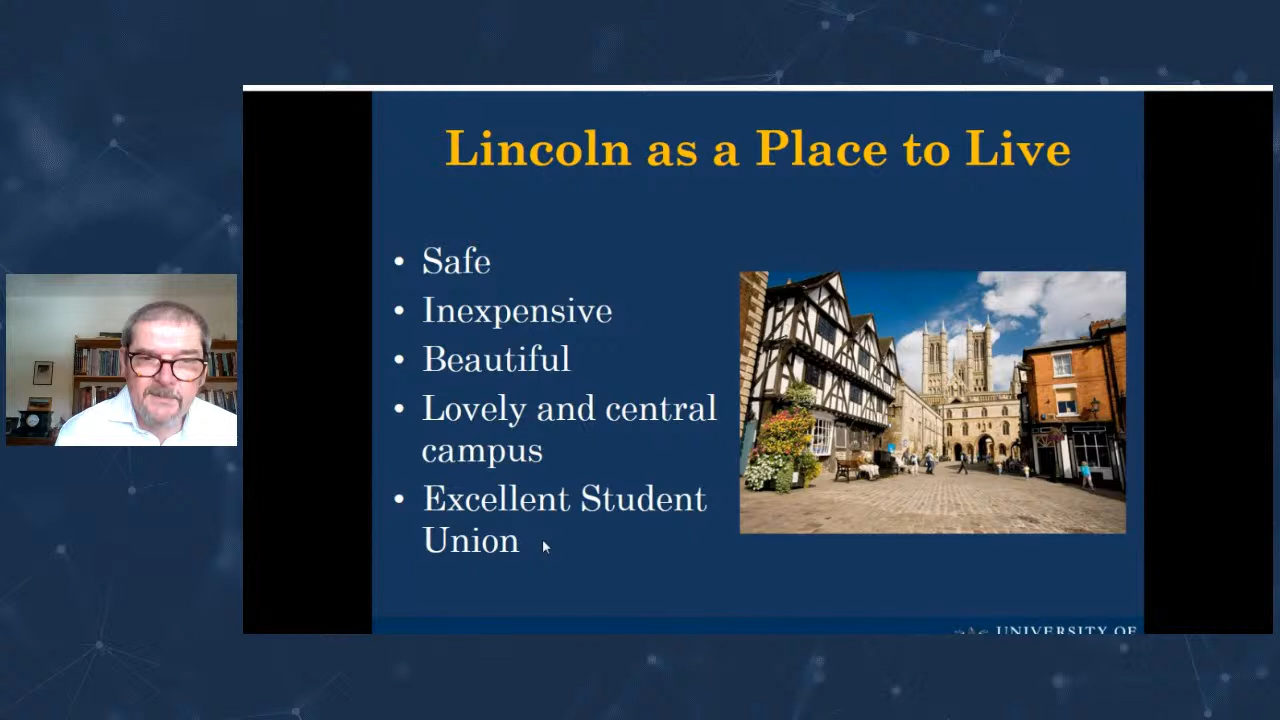 Lincoln as a Place to Live
• Safe
• Inexpensive
• Beautiful
• Lovely and central
campus
• Excellent Student
Union
UNIVERSITY OF